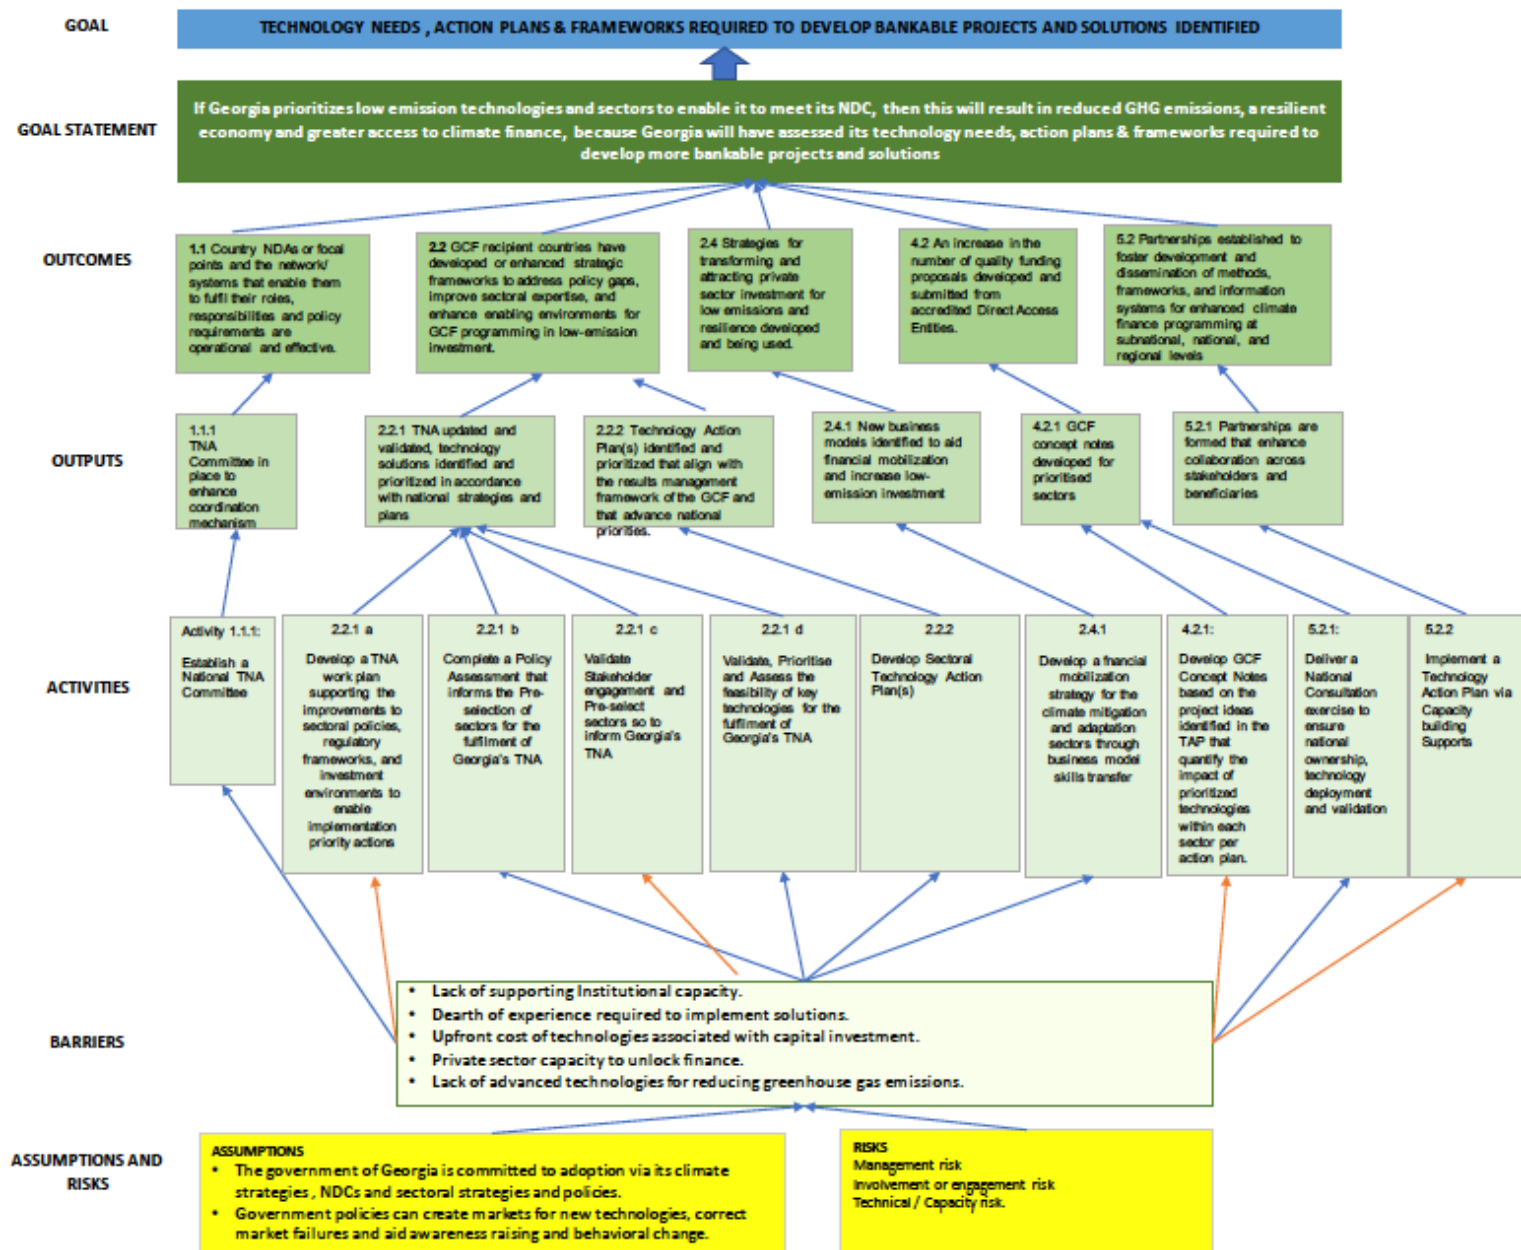 GOAL
TECHNOLOGY NEEDS , ACTION PLANS & FRAMEWORKS REQUIRED TO DEVELOP BANKABLE PROJECTS AND SOLUTIONS IDENTIFIED
GOAL STATEMENT
If Georgia prioritizes low emission technologies and sectors to enable it to meet its NDC, then this will result in reduced GHG emissions, a resilient
economy and greater access to climate finance, because Georgia will have assessed its technology needs, action plans & frameworks required to
develop more bankable projects and solutions
OUTCOMES
1.1 Country NDAs or focal
points and the network/
systems that enable them
to fulfil their roles,
responsibilities and policy
requirements are
operational and effective.
2.2 GCF recipient countries have
developed or enhanced strategic
frameworks to address policy gaps,
improve sectoral expertise, and
enhance enabling environments for
GCF programming in low-emission
investment.
2.4 Strategies for
transforming and
attracting private
sector investment for
low emissions and
resilience developed
and being used.
4.2 An increase in the
number of quality funding
proposals developed and
submitted from
accredited Direct Access
Entities.
5.2 Partnerships established to
foster development and
dissemination of methods,
frameworks, and information
systems for enhanced climate
finance programming at
subnational, national, and
regional levels
OUTPUTS
1.1.1
TNA
Committee in
place to
enhance
coordination
mechanism
2.2.1 TNA updated and
validated, technology
solutions identified and
prioritized in accordance
with national strategies and
plans
2.2.2 Technology Action
Plan(s) identified and
prioritized that align with
the results management
framework of the GCF and
that advance national
priorities.
2.4.1 New business
models identified to aid
financial mobilization
and increase low-
emission investment
4.2.1 GCF
concept notes
developed for
prioritised
sectors
5.2.1 Partnerships are
formed that enhance
collaboration across
stakeholders and
beneficiaries
ACTIVITIES
Activity 1.1.1:
Establish a
National TNA
Committee
2.2.1 a
Develop a TNA
work plan
supporting the
improvements to
sectoral policies,
regulatory
frameworks, and
investment
environments to
enable
implementation
priority actions
2.2.1 b
Complete a Policy
Assessment that
informs the Pre-
selection of
sectors for the
fulfilment of
Georgia's TNA
2.2.1 c
Validate
Stakeholder
engagement and
Pre-select
sectors so to
inform Georgia's
TNA
2.2.1 d
Validate, Prioritise
and Assess the
feasibility of key
technologies for the
fulfilment of
Georgia's TNA
2.2.2
Develop Sectoral
Technology Action
Plan(s)
2.4.1
Develop a financial
mobilization
strategy for the
climate mitigation
and adaptation
sectors through
business model
skills transfer
4.2.1:
Develop GCF
Concept Notes
based on the
project ideas
identified in the
TAP that
quantify the
impact of
prioritized
technologies
within each
sector per
action plan.
5.2.1:
Deliver a
National
Consultation
exercise to
ensure
national
ownership,
technology
deployment
and validation
5.2.2
Implement a
Technology
Action Plan via
Capacity
building
Supports
BARRIERS
• Lack of supporting Institutional capacity.
• Dearth of experience required to implement solutions.
• Upfront cost of technologies associated with capital investment.
• Private sector capacity to unlock finance.
• Lack of advanced technologies for reducing greenhouse gas emissions.
ASSUMPTIONS AND
RISKS
ASSUMPTIONS
• The government of Georgia is committed to adoption via its climate
strategies , NDCs and sectoral strategies and policies.
• Government policies can create markets for new technologies, correct
market failures and aid awareness raising and behavioral change.
RISKS
Management risk
Involvement or engagement risk
Technical / Capacity risk.